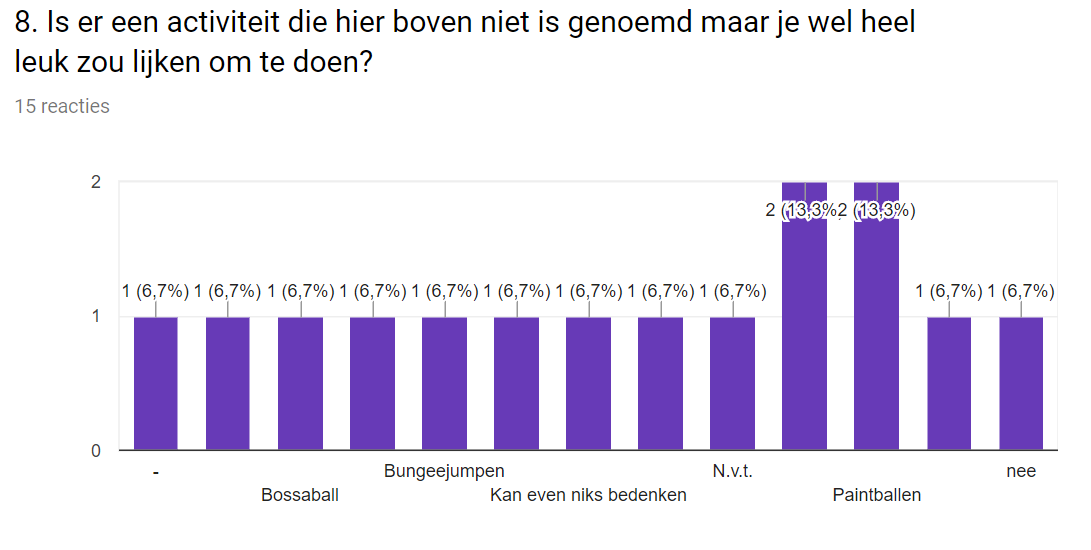 8. Is er een activiteit die hier boven niet is genoemd maar je wel heel
leuk zou lijken om te doen?
15 reacties
2
1
0
1 (6,7%) 1 (6,7%) 1 (6,7%) 1 (6,7%) 1 (6,7%) 1 (6,7%) 1 (6,7%) 1 (6,7%) 1 (6,7%)
2 (13,3% 2 (13,3%)
1 (6,7%) 1 (6,7%)
- Bungeejumpen N.v.t. nee
Bossaball Kan even niks bedenken Paintballen